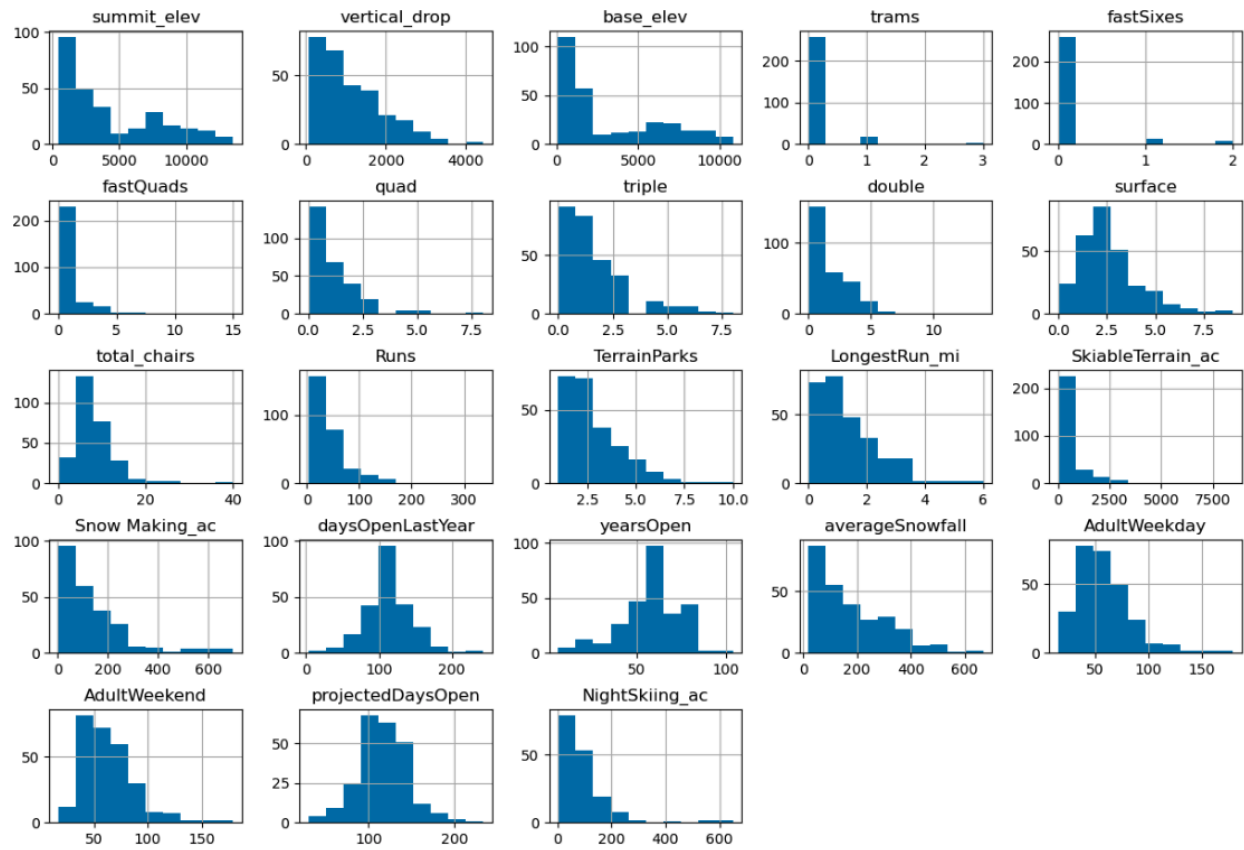 summit_elev vertical_drop base_elev trams fastSixes
100 50 0 50 0 100 50 0 200 100 0 200 100 0
0 5000 10000 0 2000 4000 0 5000 10000 0 1 2 3 0 1 2
fastQuads quad triple double surface
200 100 0 100 50 0 50 0 100 0 50 0
0 5 10 15 0.0 2.5 5.0 7.5 0.0 2.5 5.0 7.5 0 5 10 0.0 2.5 5.0 7.5
total_chairs Runs TerrainParks LongestRun_mi SkiableTerrain_ac
100 50 0 100 0 50 0 50 0 200 100 0
0 20 40 0 100 200 300 2.5 5.0 7.5 10.0 0 2 4 6 0 2500 5000 7500
Snow Making_ac daysOpenLastYear yearsOpen averageSnowfall AdultWeekday
100 50 0 100 50 0 100 50 0 50 0 50 0
0 200 400 600 0 100 200 50 100 0 200 400 600 50 100 150
AdultWeekend projectedDaysOpen NightSkiing_ac
50 0 50 25 0 50 0
50 100 150 100 200 0 200 400 600